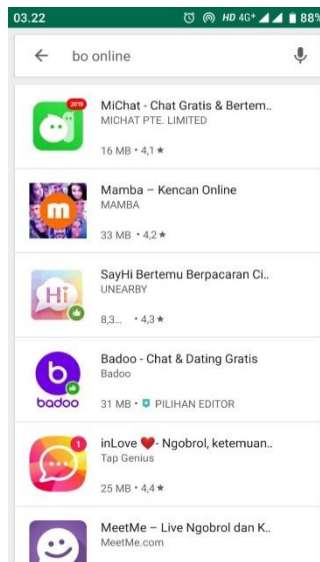 03.22 HD 4G+ 88%
bo online
2019
MiChat - Chat Gratis & Bertem..
MICHAT PTE. LIMITED
16 MB • 4,1 ★
m
Mamba – Kencan Online
MAMBA
33 MB • 4,2 ★
Hi
SayHi Bertemu Berpacaran Ci..
UNEARBY
8,3... • 4,3 ★
b
badoo
Badoo - Chat & Dating Gratis
Badoo
31 MB • PILIHAN EDITOR
1
inLove ❤️- Ngobrol, ketemuan..
Tap Genius
25 MB • 4,4 ★
MeetMe – Live Ngobrol dan K..
MeetMe.com